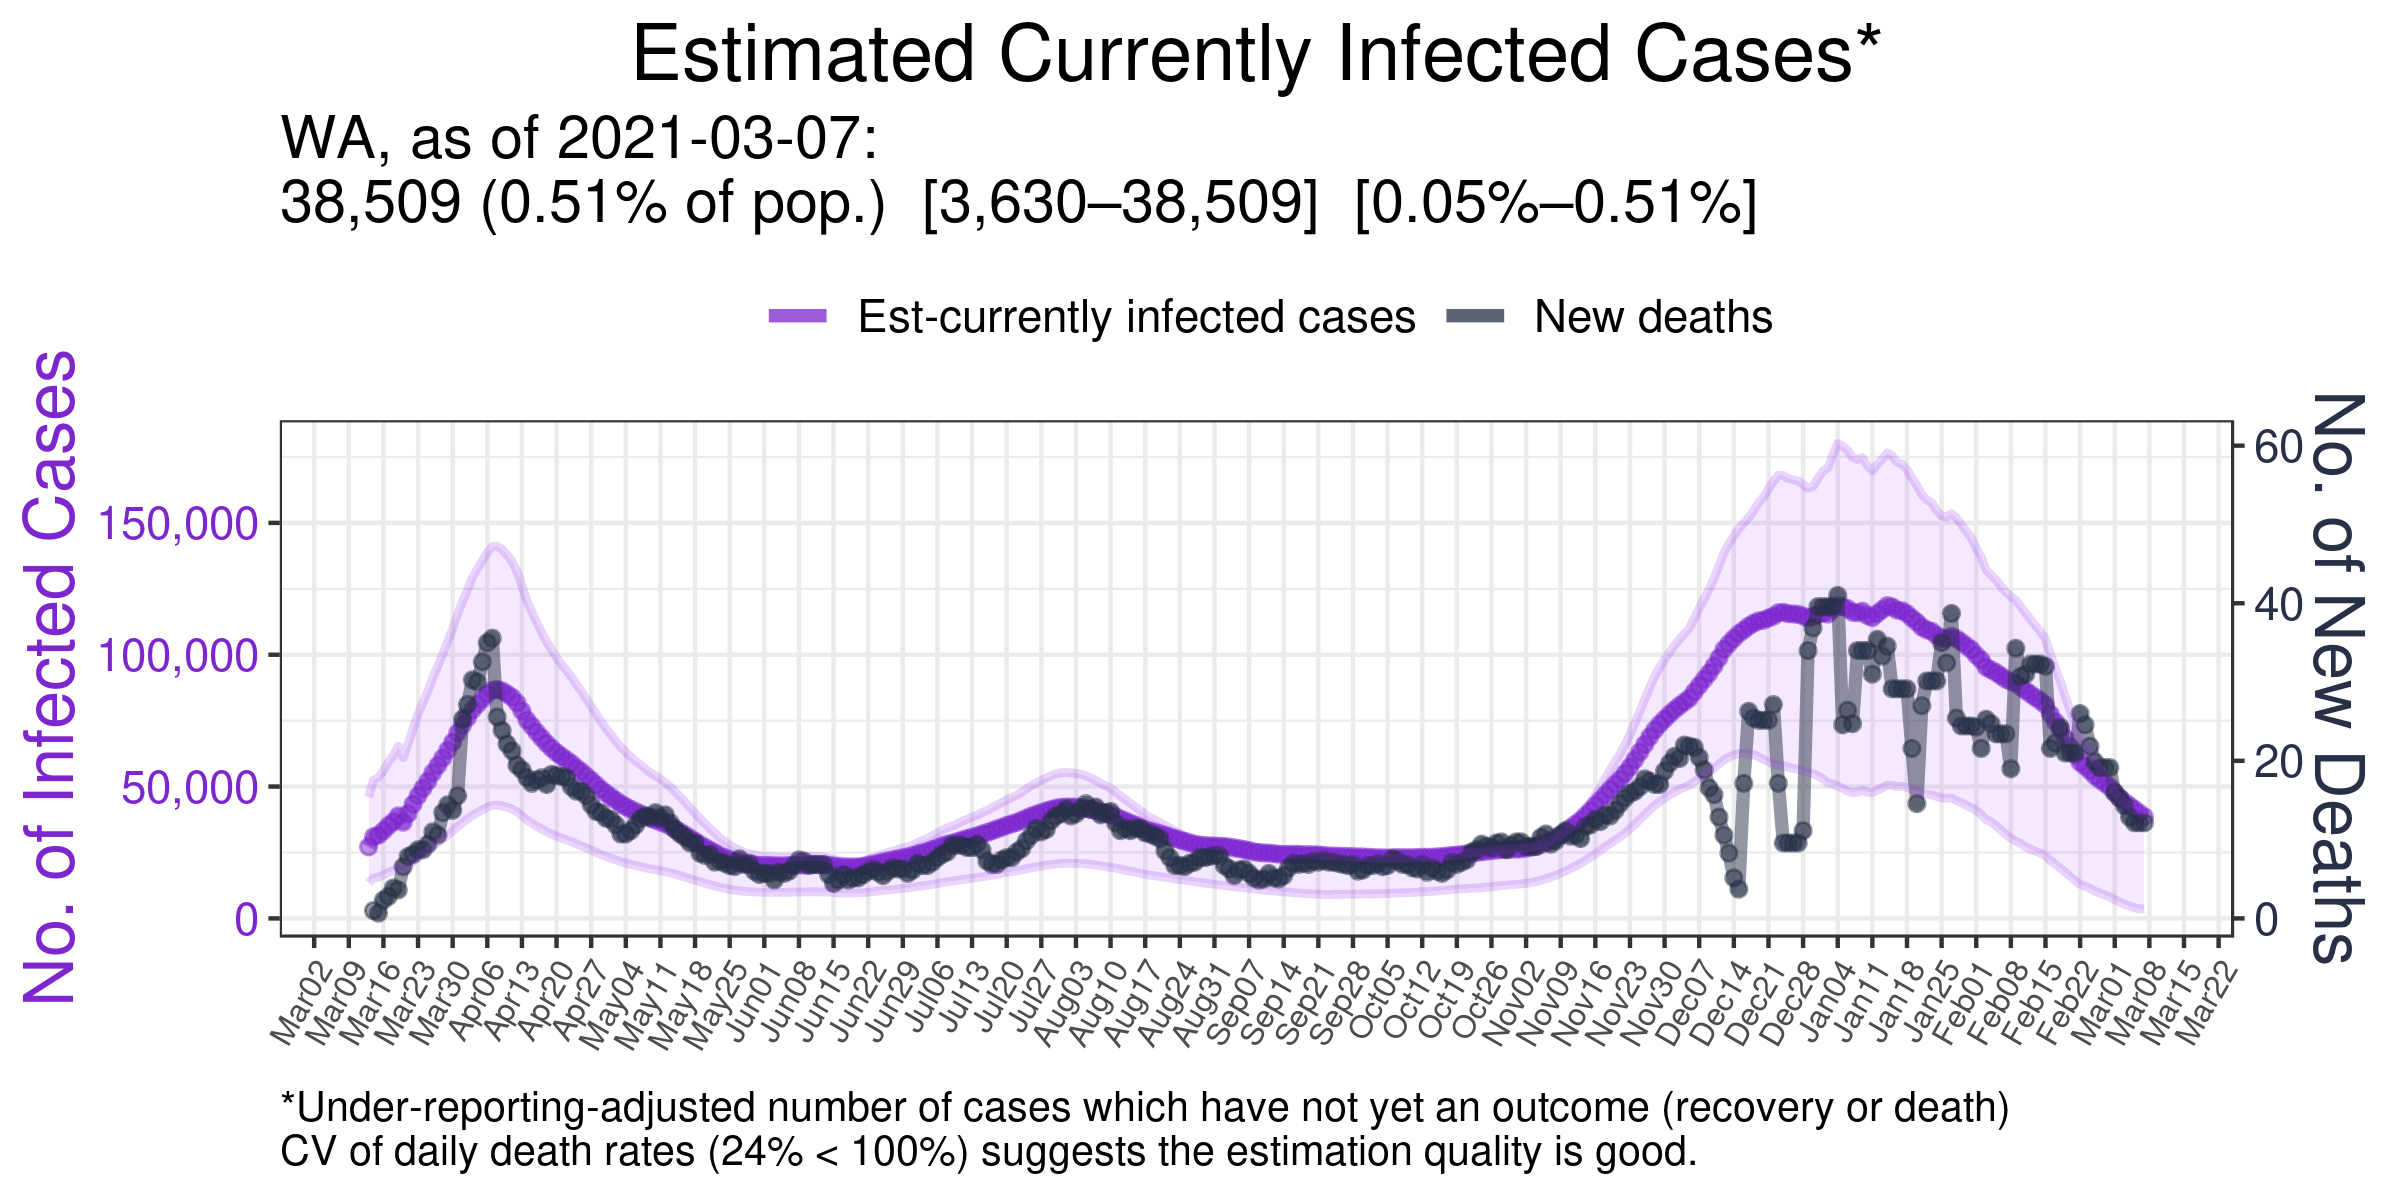 Estimated Currently Infected Cases*
WA, as of 2021-03-07:
38,509 (0.51% of pop.) [3,630–38,509] [0.05%–0.51%]
Est-currently infected cases
New deaths
No. of Infected Cases
150,000
100,000
50,000
0
60
40
20
0
No. of New Deaths
Mar02 Mar09 Mar16 Mar23 Mar30 Apr06 Apr13 Apr20 Apr27 May04 May11 May18 May25 Jun01 Jun08 Jun15 Jun22 Jun29 Jul06 Jul13 Jul20 Jul27 Aug03 Aug10 Aug17 Aug24 Aug31 Sep07 Sep14 Sep21 Sep28 Oct05 Oct12 Oct19 Oct26 Nov02 Nov09 Nov16 Nov23 Nov30 Dec07 Dec14 Dec21 Dec28 Jan04 Jan11 Jan18 Jan25 Feb01 Feb08 Feb15 Feb22 Mar01 Mar08 Mar15 Mar22
*Under-reporting-adjusted number of cases which have not yet an outcome (recovery or death)
CV of daily death rates (24% < 100%) suggests the estimation quality is good.